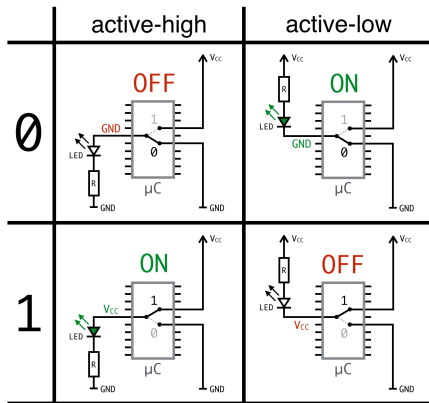 active-high active-low
0
OFF
Vcc
GND
1
0
LED
R
GND
GND
µC
Vcc
ON
Vcc
R
LED
GND
1
0
GND
µC
1
ON
Vcc
Vcc
1
0
LED
R
GND
GND
µC
Vcc
OFF
Vcc
R
LED
Vcc
1
0
GND
µC